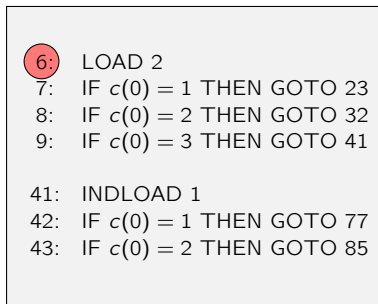 6: LOAD 2
7: IF c(0) = 1 THEN GOTO 23
8: IF c(0) = 2 THEN GOTO 32
9: IF c(0) = 3 THEN GOTO 41
41: INDLOAD 1
42: IF c(0) = 1 THEN GOTO 77
43: IF c(0) = 2 THEN GOTO 85